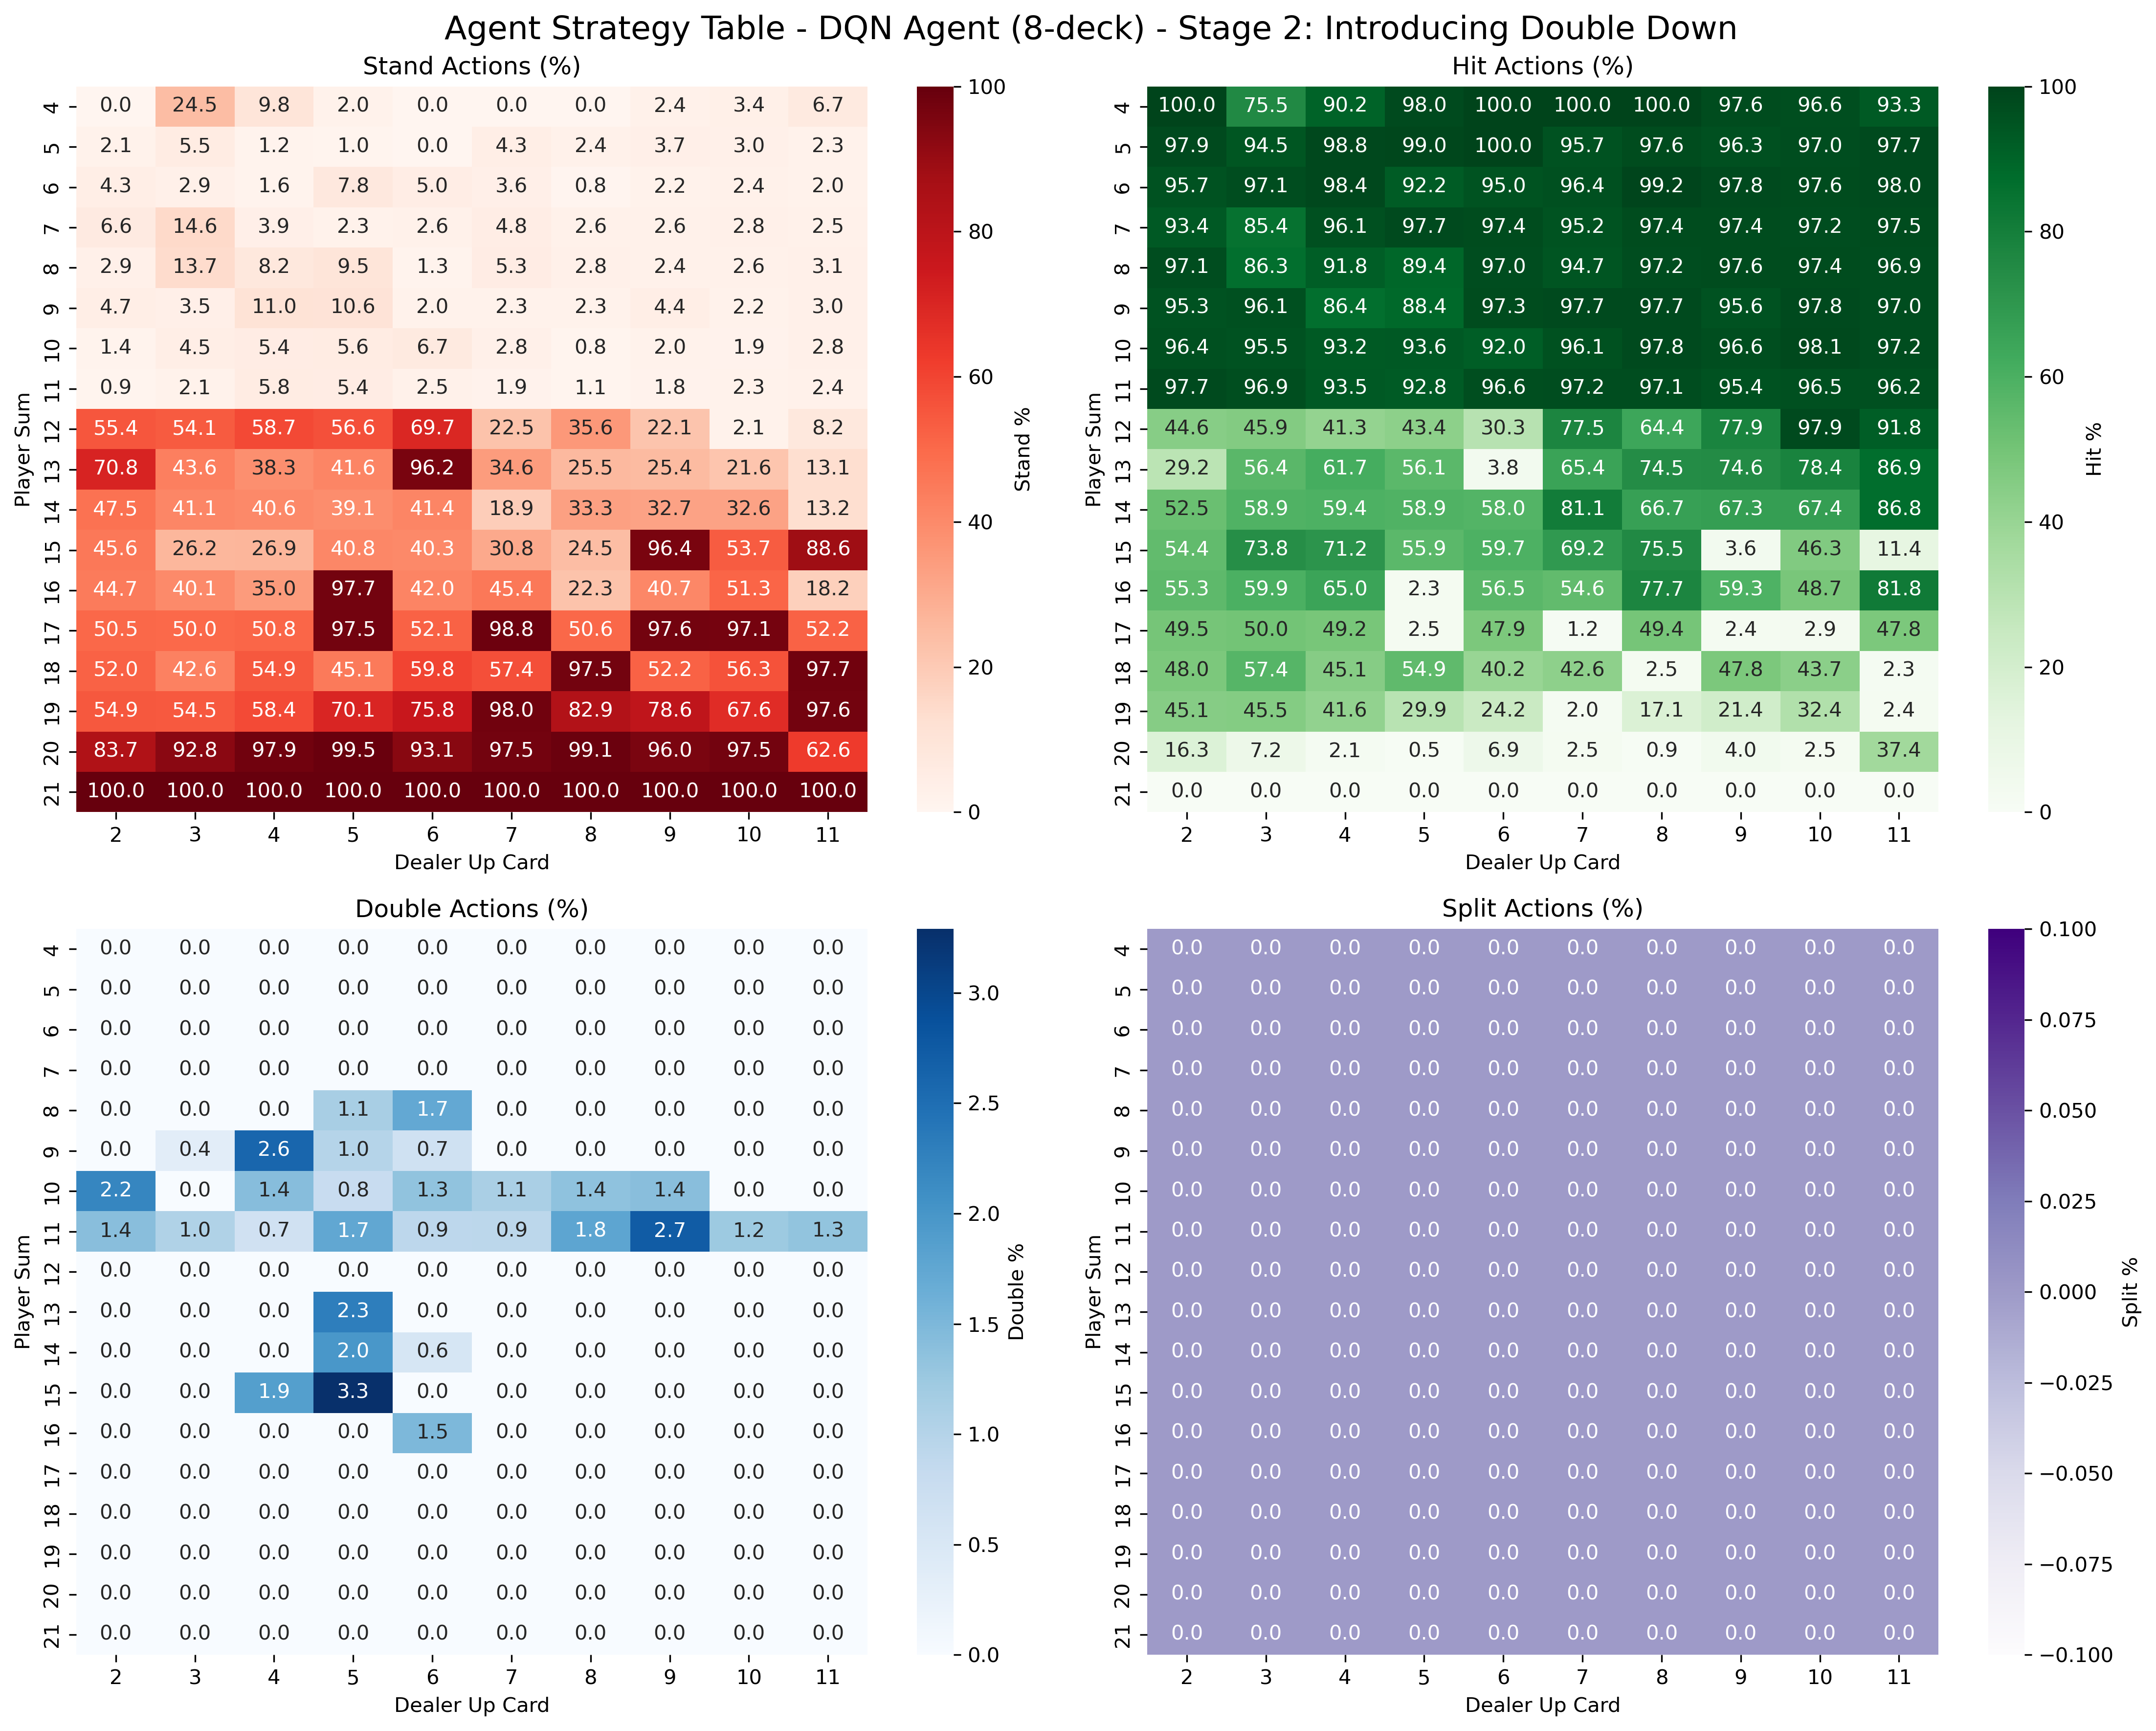 Agent Strategy Table - DQN Agent (8-deck) - Stage 2: Introducing Double Down
Stand Actions (%)
4 0.0 24.5 9.8 2.0 0.0 0.0 0.0 2.4 3.4 6.7
5 2.1 5.5 1.2 1.0 0.0 4.3 2.4 3.7 3.0 2.3
6 4.3 2.9 1.6 7.8 5.0 3.6 0.8 2.2 2.4 2.0
7 6.6 14.6 3.9 2.3 2.6 4.8 2.6 2.6 2.8 2.5
8 2.9 13.7 8.2 9.5 1.3 5.3 2.8 2.4 2.6 3.1
9 4.7 3.5 11.0 10.6 2.0 2.3 2.3 4.4 2.2 3.0
10 1.4 4.5 5.4 5.6 6.7 2.8 0.8 2.0 1.9 2.8
11 0.9 2.1 5.8 5.4 2.5 1.9 1.1 1.8 2.3 2.4
12 55.4 54.1 58.7 56.6 69.7 22.5 35.6 22.1 2.1 8.2
13 70.8 43.6 38.3 41.6 96.2 34.6 25.5 25.4 21.6 13.1
14 47.5 41.1 40.6 39.1 41.4 18.9 33.3 32.7 32.6 13.2
15 45.6 26.2 26.9 40.8 40.3 30.8 24.5 96.4 53.7 88.6
16 44.7 40.1 35.0 97.7 42.0 45.4 22.3 40.7 51.3 18.2
17 50.5 50.0 50.8 97.5 52.1 98.8 50.6 97.6 97.1 52.2
18 52.0 42.6 54.9 45.1 59.8 57.4 97.5 52.2 56.3 97.7
19 54.9 54.5 58.4 70.1 75.8 98.0 82.9 78.6 67.6 97.6
20 83.7 92.8 97.9 99.5 93.1 97.5 99.1 96.0 97.5 62.6
21 100.0 100.0 100.0 100.0 100.0 100.0 100.0 100.0 100.0 100.0
2 3 4 5 6 7 8 9 10 11
Dealer Up Card
Player Sum
100
80
60
40
20
0
Stand %
Hit Actions (%)
4 100.0 75.5 90.2 98.0 100.0 100.0 100.0 97.6 96.6 93.3
5 97.9 94.5 98.8 99.0 100.0 95.7 97.6 96.3 97.0 97.7
6 95.7 97.1 98.4 92.2 95.0 96.4 99.2 97.8 97.6 98.0
7 93.4 85.4 96.1 97.7 97.4 95.2 97.4 97.4 97.2 97.5
8 97.1 86.3 91.8 89.4 97.0 94.7 97.2 97.6 97.4 96.9
9 95.3 96.1 86.4 88.4 97.3 97.7 97.7 95.6 97.8 97.0
10 96.4 95.5 93.2 93.6 92.0 96.1 97.8 96.6 98.1 97.2
11 97.7 96.9 93.5 92.8 96.6 97.2 97.1 95.4 96.5 96.2
12 44.6 45.9 41.3 43.4 30.3 77.5 64.4 77.9 97.9 91.8
13 29.2 56.4 61.7 56.1 3.8 65.4 74.5 74.6 78.4 86.9
14 52.5 58.9 59.4 58.9 58.0 81.1 66.7 67.3 67.4 86.8
15 54.4 73.8 71.2 55.9 59.7 69.2 75.5 3.6 46.3 11.4
16 55.3 59.9 65.0 2.3 56.5 54.6 77.7 59.3 48.7 81.8
17 49.5 50.0 49.2 2.5 47.9 1.2 49.4 2.4 2.9 47.8
18 48.0 57.4 45.1 54.9 40.2 42.6 2.5 47.8 43.7 2.3
19 45.1 45.5 41.6 29.9 24.2 2.0 17.1 21.4 32.4 2.4
20 16.3 7.2 2.1 0.5 6.9 2.5 0.9 4.0 2.5 37.4
21 0.0 0.0 0.0 0.0 0.0 0.0 0.0 0.0 0.0 0.0
2 3 4 5 6 7 8 9 10 11
Dealer Up Card
Player Sum
100
80
60
40
20
0
Hit %
Double Actions (%)
4 0.0 0.0 0.0 0.0 0.0 0.0 0.0 0.0 0.0 0.0
5 0.0 0.0 0.0 0.0 0.0 0.0 0.0 0.0 0.0 0.0
6 0.0 0.0 0.0 0.0 0.0 0.0 0.0 0.0 0.0 0.0
7 0.0 0.0 0.0 0.0 0.0 0.0 0.0 0.0 0.0 0.0
8 0.0 0.0 0.0 1.1 1.7 0.0 0.0 0.0 0.0 0.0
9 0.0 0.4 2.6 1.0 0.7 0.0 0.0 0.0 0.0 0.0
10 2.2 0.0 1.4 0.8 1.3 1.1 1.4 1.4 0.0 0.0
11 1.4 1.0 0.7 1.7 0.9 0.9 1.8 2.7 1.2 1.3
12 0.0 0.0 0.0 0.0 0.0 0.0 0.0 0.0 0.0 0.0
13 0.0 0.0 0.0 2.3 0.0 0.0 0.0 0.0 0.0 0.0
14 0.0 0.0 0.0 2.0 0.6 0.0 0.0 0.0 0.0 0.0
15 0.0 0.0 1.9 3.3 0.0 0.0 0.0 0.0 0.0 0.0
16 0.0 0.0 0.0 0.0 1.5 0.0 0.0 0.0 0.0 0.0
17 0.0 0.0 0.0 0.0 0.0 0.0 0.0 0.0 0.0 0.0
18 0.0 0.0 0.0 0.0 0.0 0.0 0.0 0.0 0.0 0.0
19 0.0 0.0 0.0 0.0 0.0 0.0 0.0 0.0 0.0 0.0
20 0.0 0.0 0.0 0.0 0.0 0.0 0.0 0.0 0.0 0.0
21 0.0 0.0 0.0 0.0 0.0 0.0 0.0 0.0 0.0 0.0
2 3 4 5 6 7 8 9 10 11
Dealer Up Card
Player Sum
3.0
2.5
2.0
1.5
1.0
0.5
0.0
Double %
Split Actions (%)
4 0.0 0.0 0.0 0.0 0.0 0.0 0.0 0.0 0.0 0.0
5 0.0 0.0 0.0 0.0 0.0 0.0 0.0 0.0 0.0 0.0
6 0.0 0.0 0.0 0.0 0.0 0.0 0.0 0.0 0.0 0.0
7 0.0 0.0 0.0 0.0 0.0 0.0 0.0 0.0 0.0 0.0
8 0.0 0.0 0.0 0.0 0.0 0.0 0.0 0.0 0.0 0.0
9 0.0 0.0 0.0 0.0 0.0 0.0 0.0 0.0 0.0 0.0
10 0.0 0.0 0.0 0.0 0.0 0.0 0.0 0.0 0.0 0.0
11 0.0 0.0 0.0 0.0 0.0 0.0 0.0 0.0 0.0 0.0
12 0.0 0.0 0.0 0.0 0.0 0.0 0.0 0.0 0.0 0.0
13 0.0 0.0 0.0 0.0 0.0 0.0 0.0 0.0 0.0 0.0
14 0.0 0.0 0.0 0.0 0.0 0.0 0.0 0.0 0.0 0.0
15 0.0 0.0 0.0 0.0 0.0 0.0 0.0 0.0 0.0 0.0
16 0.0 0.0 0.0 0.0 0.0 0.0 0.0 0.0 0.0 0.0
17 0.0 0.0 0.0 0.0 0.0 0.0 0.0 0.0 0.0 0.0
18 0.0 0.0 0.0 0.0 0.0 0.0 0.0 0.0 0.0 0.0
19 0.0 0.0 0.0 0.0 0.0 0.0 0.0 0.0 0.0 0.0
20 0.0 0.0 0.0 0.0 0.0 0.0 0.0 0.0 0.0 0.0
21 0.0 0.0 0.0 0.0 0.0 0.0 0.0 0.0 0.0 0.0
2 3 4 5 6 7 8 9 10 11
Dealer Up Card
Player Sum
0.100
0.075
0.050
0.025
0.000
−0.025
−0.050
−0.075
−0.100
Split %